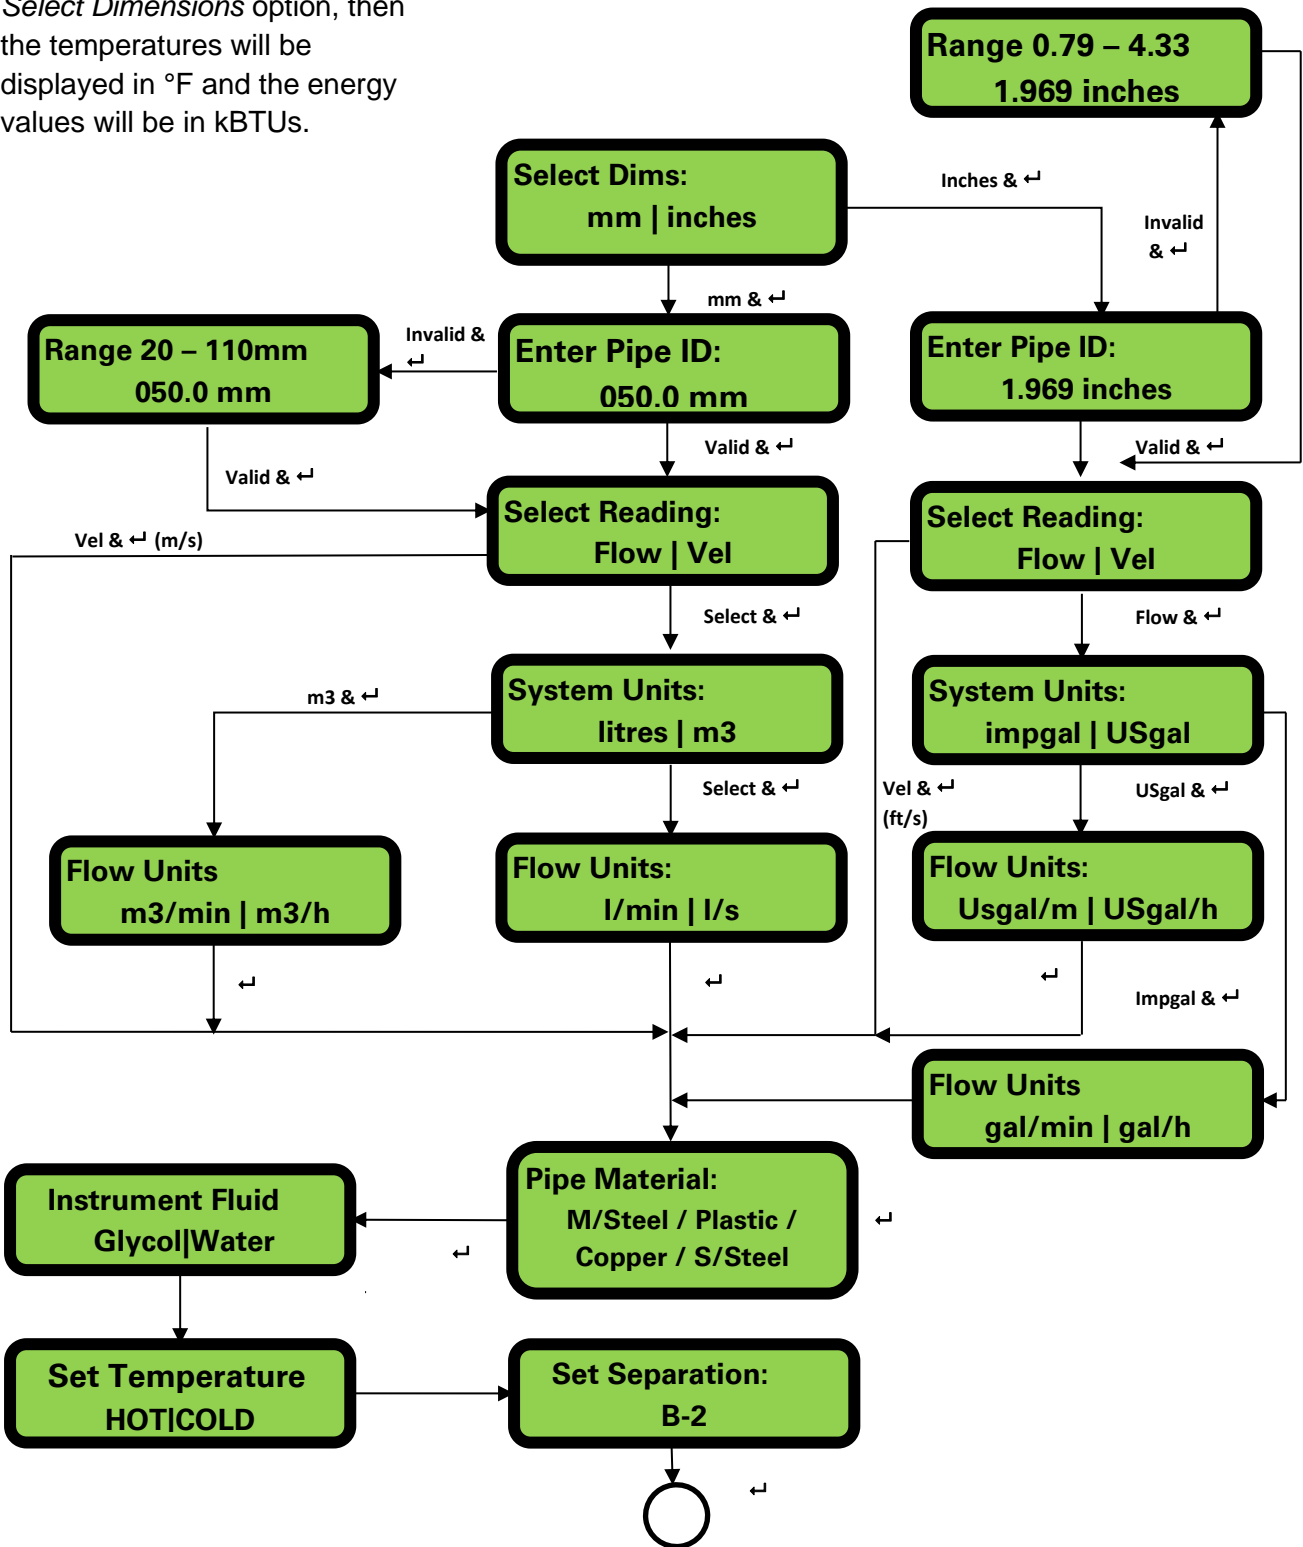 Select Dimensions option, then
the temperatures will be
displayed in °F and the energy
values will be in kBTUs.
Range 0.79 – 4.33
1.969 inches
Select Dims:
mm | inches
Inches & ↵
Invalid
& ↵
mm & ↵
Range 20 – 110mm
050.0 mm
Invalid &
↵
Enter Pipe ID:
050.0 mm
Enter Pipe ID:
1.969 inches
Valid & ↵
Valid & ↵
Valid & ↵
Select Reading:
Flow | Vel
Select Reading:
Flow | Vel
Vel & ↵ (m/s)
Select & ↵
Flow & ↵
System Units:
litres | m3
System Units:
impgal | USgal
m3 & ↵
Select & ↵
Vel & ↵
(ft/s)
USgal & ↵
Flow Units
m3/min | m3/h
Flow Units:
l/min | l/s
Flow Units:
Usgal/m | USgal/h
↵
↵
↵
Impgal & ↵
Flow Units
gal/min | gal/h
Pipe Material:
M/Steel / Plastic /
Copper / S/Steel
↵
Instrument Fluid
Glycol|Water
↵
Set Temperature
HOT|COLD
Set Separation:
B-2
↵